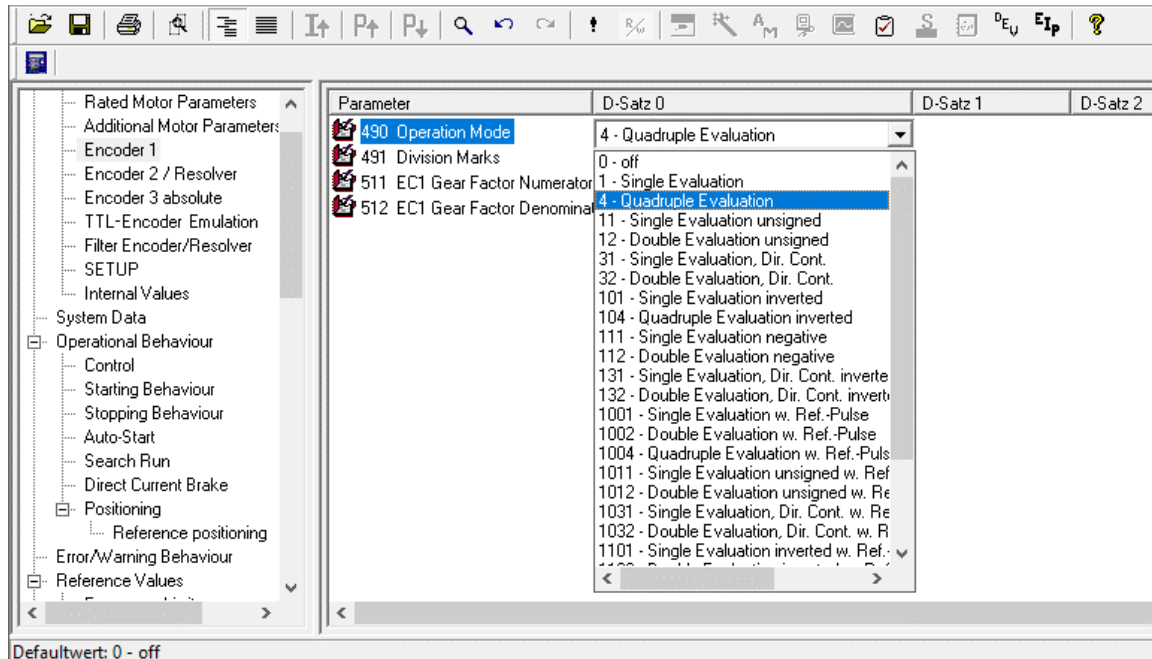 I P P R/ω A M S D E U E I P
Rated Motor Parameters
Additional Motor Parameters
Encoder 1
Encoder 2 / Resolver
Encoder 3 absolute
TTL-Encoder Emulation
Filter Encoder/Resolver
SETUP
Internal Values
System Data
Operational Behaviour
Control
Starting Behaviour
Stopping Behaviour
Auto-Start
Search Run
Direct Current Brake
Positioning
Reference positioning
Error/Warning Behaviour
Reference Values
Parameter D-Satz 0 D-Satz 1 D-Satz 2
490 Operation Mode 4 - Quadruple Evaluation
491 Division Marks
511 EC1 Gear Factor Numerator
512 EC1 Gear Factor Denomina
0 - off
1 - Single Evaluation
4 - Quadruple Evaluation
11 - Single Evaluation unsigned
12 - Double Evaluation unsigned
31 - Single Evaluation, Dir. Cont.
32 - Double Evaluation, Dir. Cont.
101 - Single Evaluation inverted
104 - Quadruple Evaluation inverted
111 - Single Evaluation negative
112 - Double Evaluation negative
131 - Single Evaluation, Dir. Cont. inverte
132 - Double Evaluation, Dir. Cont. inverte
1001 - Single Evaluation w. Ref.-Pulse
1002 - Double Evaluation w. Ref.-Pulse
1004 - Quadruple Evaluation w. Ref.-Puls
1011 - Single Evaluation unsigned w. Ref
1012 - Double Evaluation unsigned w. Re
1031 - Single Evaluation, Dir. Cont. w. Re
1032 - Double Evaluation, Dir. Cont. w. R
1101 - Single Evaluation inverted w. Ref.-
Defaultwert: 0 - off